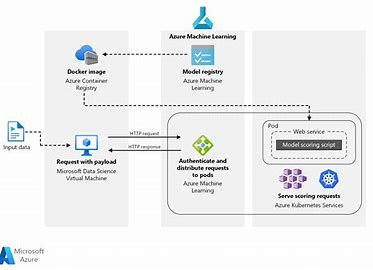 Azure Machine Learning
Docker image
Azure Container
Registry
Model registry
Azure Machine
Learning
Input data
Request with payload
Microsoft Data Science
Virtual Machine
HTTP request
HTTP response
Authenticate and
distribute requests
to pods
Azure Machine
Learning
Pod
Web service
Model scoring script
Serve scoring requests
Azure Kubernetes Services
Microsoft
Azure